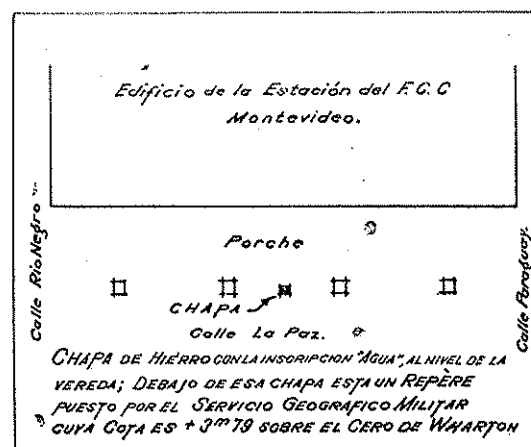 Edificio de la Estación del F.C.C
Montevideo.
Calle Rio Negro
Porche
Calle Paraguay.
CHAPA
Calle La Paz.
CHAPA DE HIERRO CON LA INSCRIPCION "AGUA", AL NIVEL DE LA
VEREDA; DEBAJO DE ESA CHAPA ESTA UN REPÈRE
PUESTO POR EL SERVICIO GEOGRÁFICO MILITAR
CUYA COTA ES + 3m79 SOBRE EL CERO DE WHARTON